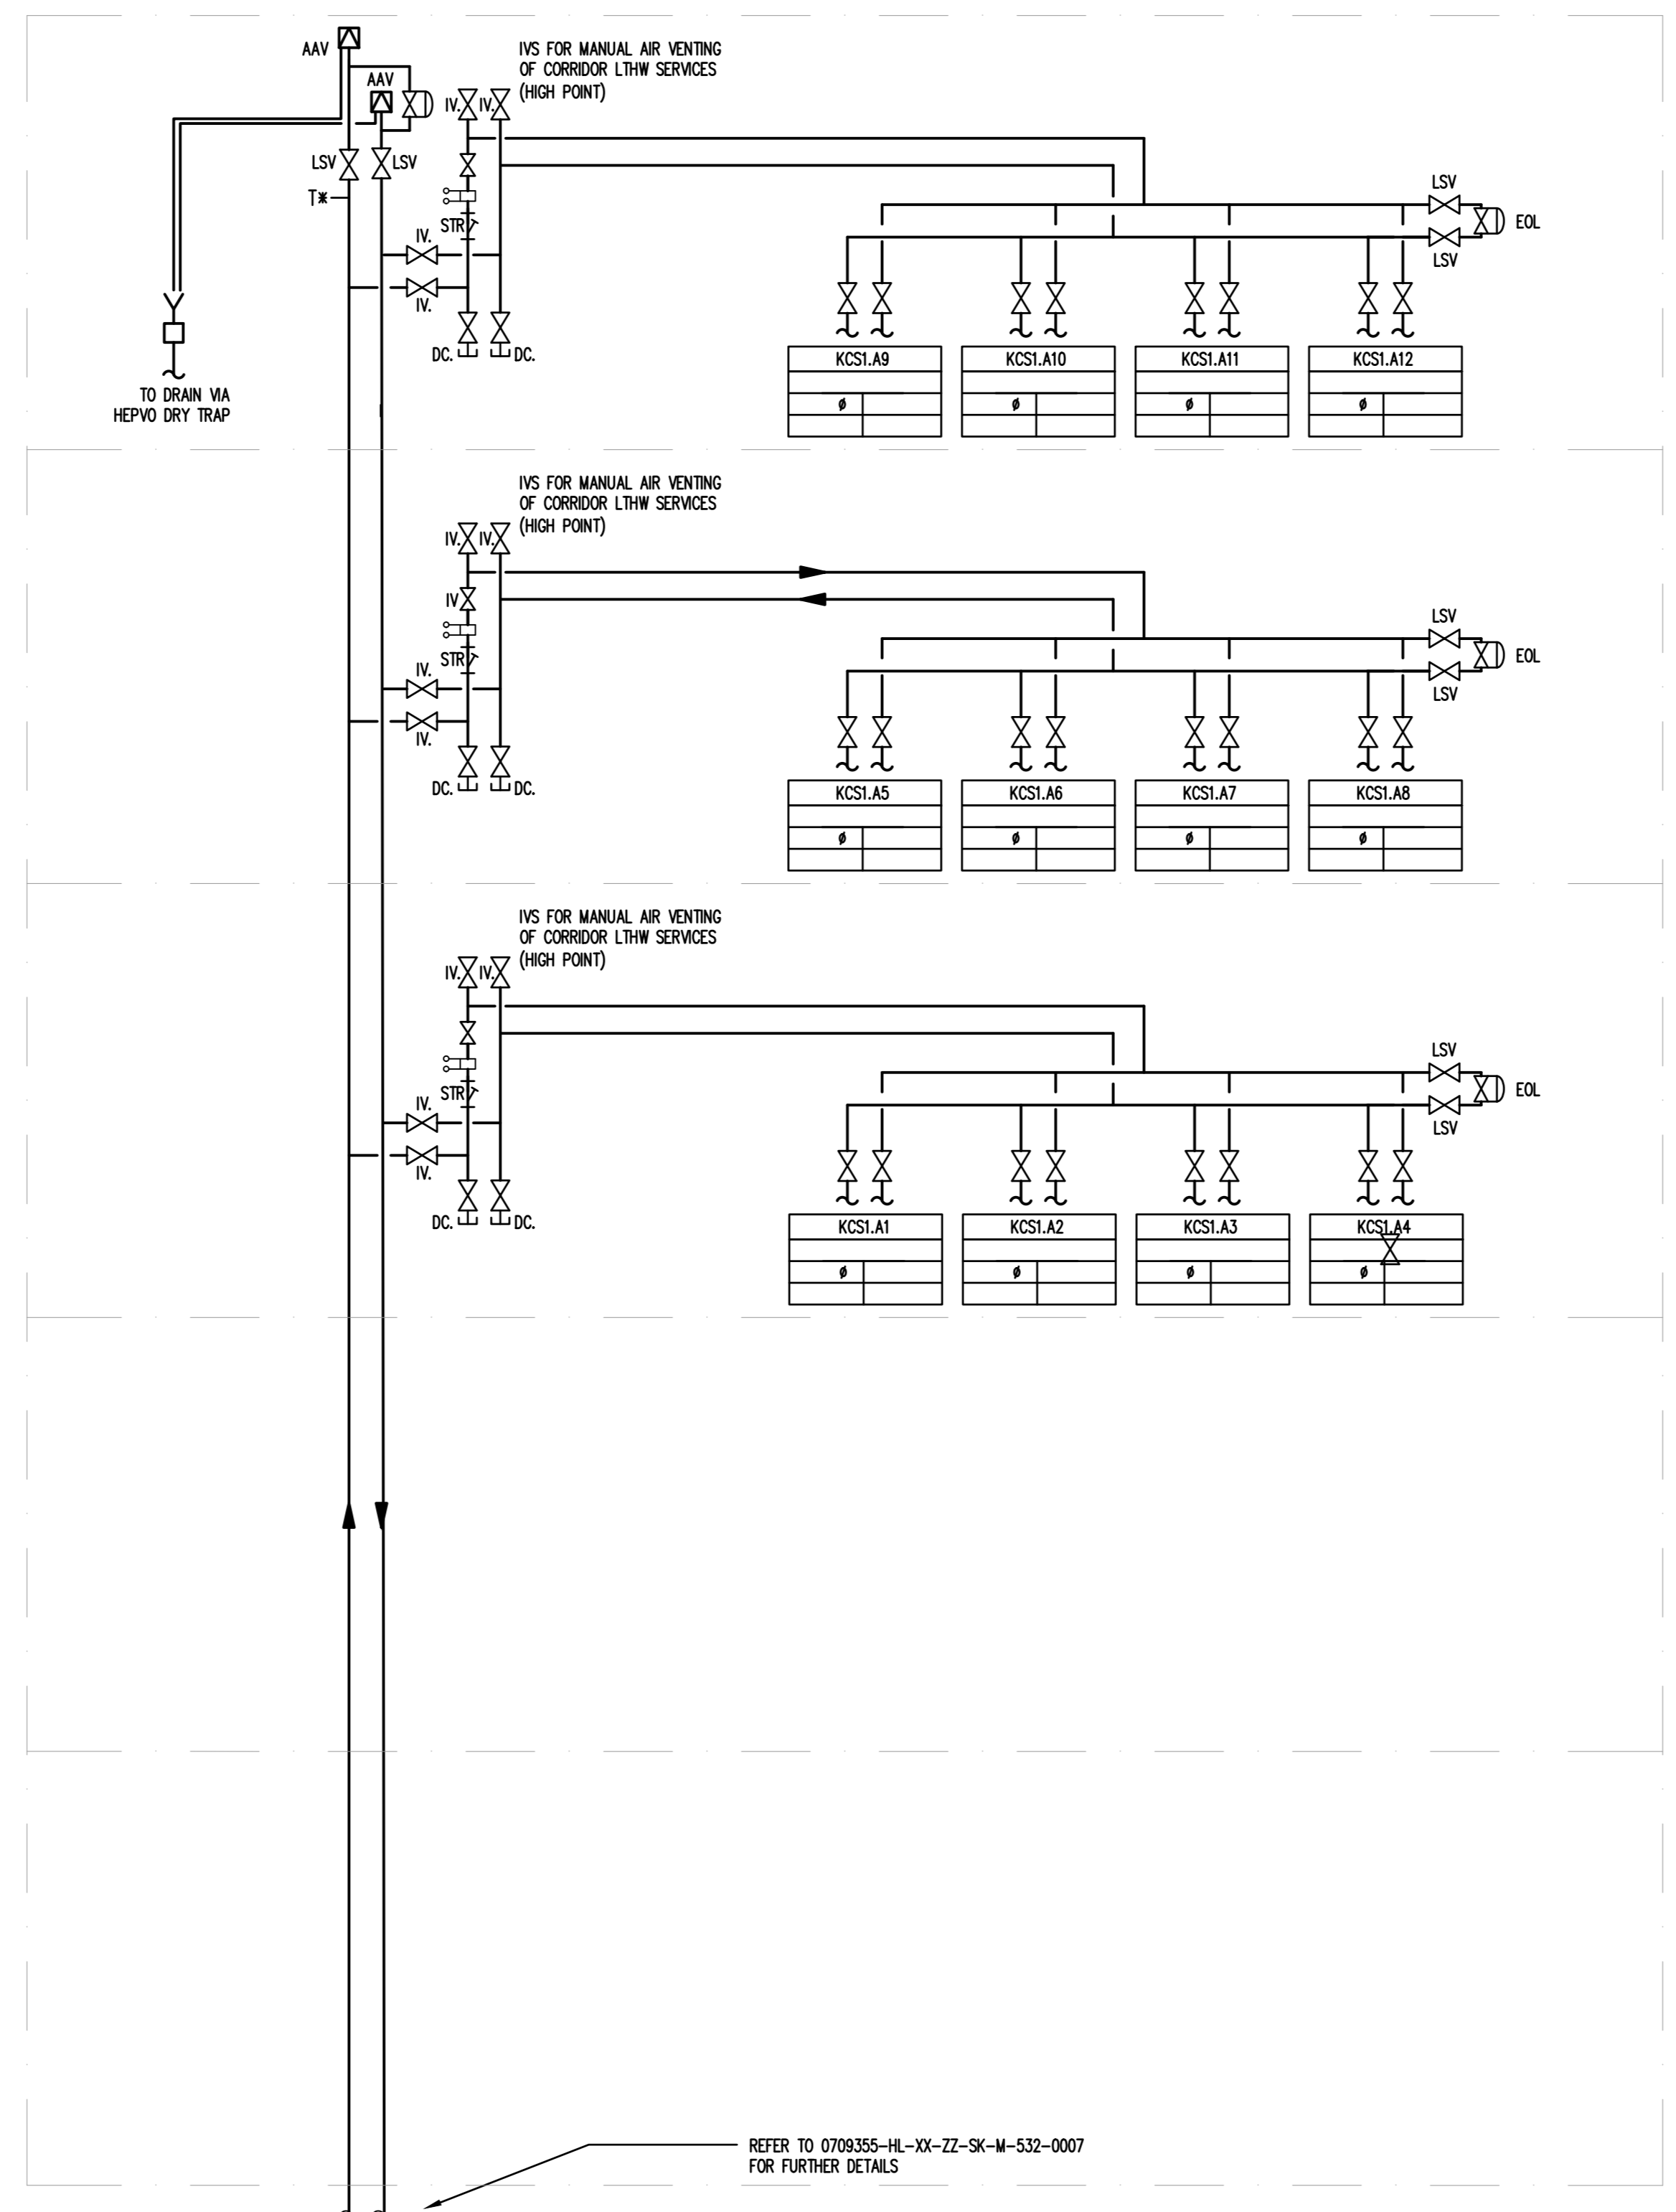 AAV
IVS FOR MANUAL AIR VENTING
OF CORRIDOR LTHW SERVICES
(HIGH POINT)
AAV
IV. IV.
LSV LSV
T*
LSV
STR
EOL
IV.
LSV
IV.
DC. DC.
KCS1.A9 KCS1.A10 KCS1.A11 KCS1.A12
ø ø ø ø
TO DRAIN VIA
HEPVO DRY TRAP
IVS FOR MANUAL AIR VENTING
OF CORRIDOR LTHW SERVICES
(HIGH POINT)
IV. IV.
IV
LSV
STR
EOL
IV.
LSV
IV.
DC. DC.
KCS1.A5 KCS1.A6 KCS1.A7 KCS1.A8
ø ø ø ø
IVS FOR MANUAL AIR VENTING
OF CORRIDOR LTHW SERVICES
(HIGH POINT)
IV. IV.
LSV
STR
EOL
IV.
LSV
IV.
DC. DC.
KCS1.A1 KCS1.A2 KCS1.A3 KCS1.A4
ø ø ø ø
REFER TO 0709355-HL-XX-ZZ-SK-M-532-0007
FOR FURTHER DETAILS